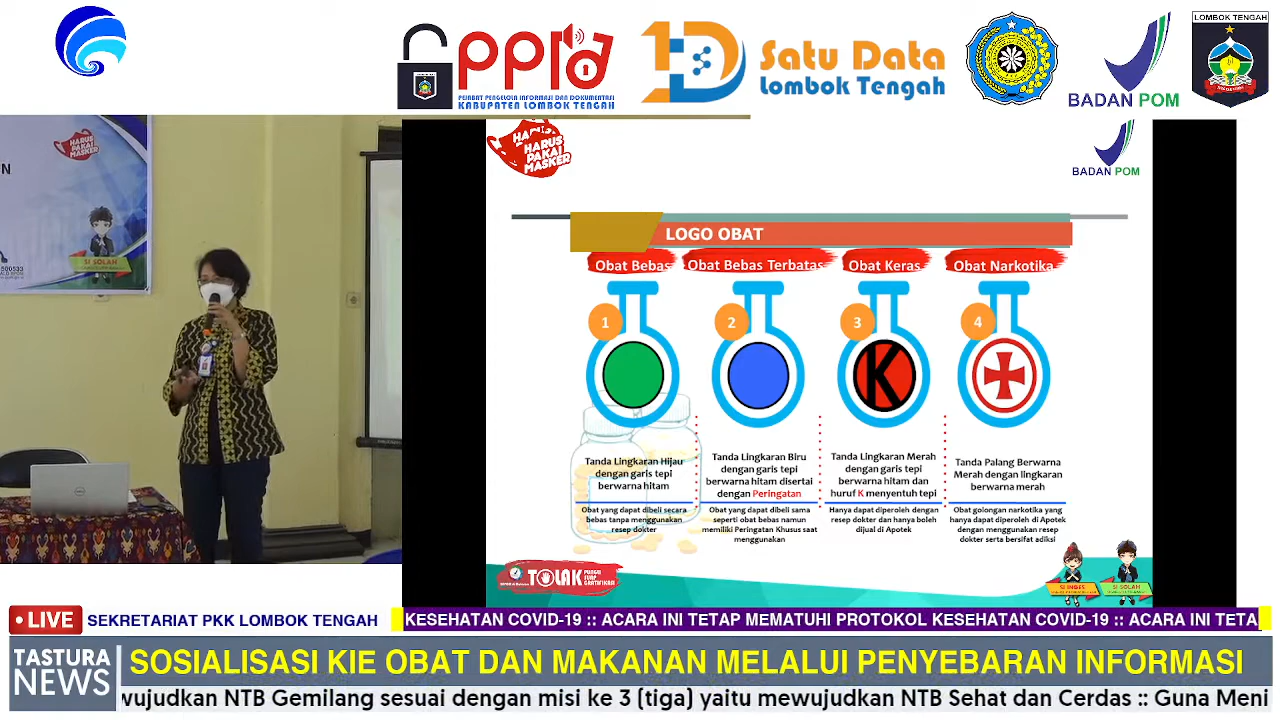 PPID
PEJABAT PENGELOLA INFORMASI DAN DOKUMENTASI
KABUPATEN LOMBOK TENGAH
Satu Data
Lombok Tengah
BADAN POM
LOMBOK TENGAH
HARUS
PAKAI
MASKER
SI SOLAH
HARUS
PAKAI
MASKER
BADAN POM
LOGO OBAT
Obat Bebas
Obat Bebas Terbatas
Obat Keras
Obat Narkotika
1
2
3
4
K
Tanda Lingkaran Hijau
dengan garis tepi
berwarna hitam
Obat yang dapat dibeli secara
bebas tanpa menggunakan
resep dokter
Tanda Lingkaran Biru
dengan garis tepi
berwarna hitam disertai
dengan Peringatan
Obat yang dapat dibeli sama
seperti obat bebas namun
memiliki Peringatan Khusus saat
menggunakan
Tanda Lingkaran Merah
dengan garis tepi
berwarna hitam dan
huruf K menyentuh tepi
Hanya dapat diperoleh dengan
resep dokter dan hanya boleh
dijual di Apotek
Tanda Palang Berwarna
Merah dengan lingkaran
berwarna merah
Obat golongan narkotika yang
hanya dapat diperoleh di Apotek
dengan menggunakan resep
dokter serta bersifat adiksi
TOLAK
SI INGES
SI SOLAH
• LIVE
SEKRETARIAT PKK LOMBOK TENGAH
KESEHATAN COVID-19 :: ACARA INI TETAP MEMATUHI PROTOKOL KESEHATAN COVID-19 :: ACARA INI TETA
TASTURA
NEWS
SOSIALISASI KIE OBAT DAN MAKANAN MELALUI PENYEBARAN INFORMASI
wujudkan NTB Gemilang sesuai dengan misi ke 3 (tiga) yaitu mewujudkan NTB Sehat dan Cerdas :: Guna Meni